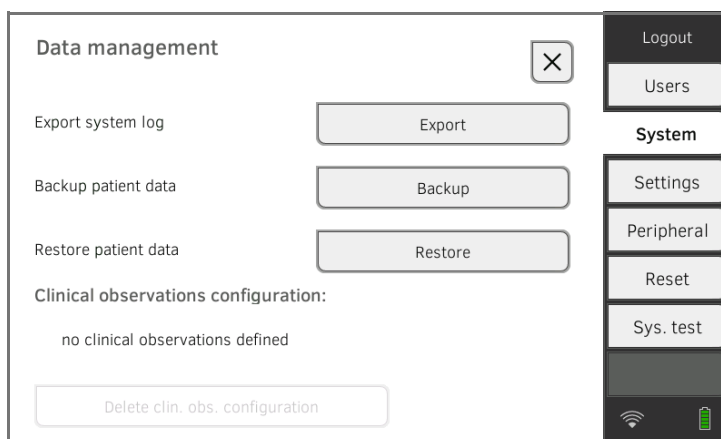 Data management
Export system log
Export
Backup patient data
Backup
Restore patient data
Restore
Clinical observations configuration:
no clinical observations defined
Delete clin. obs. configuration
Logout
Users
System
Settings
Peripheral
Reset
Sys. test